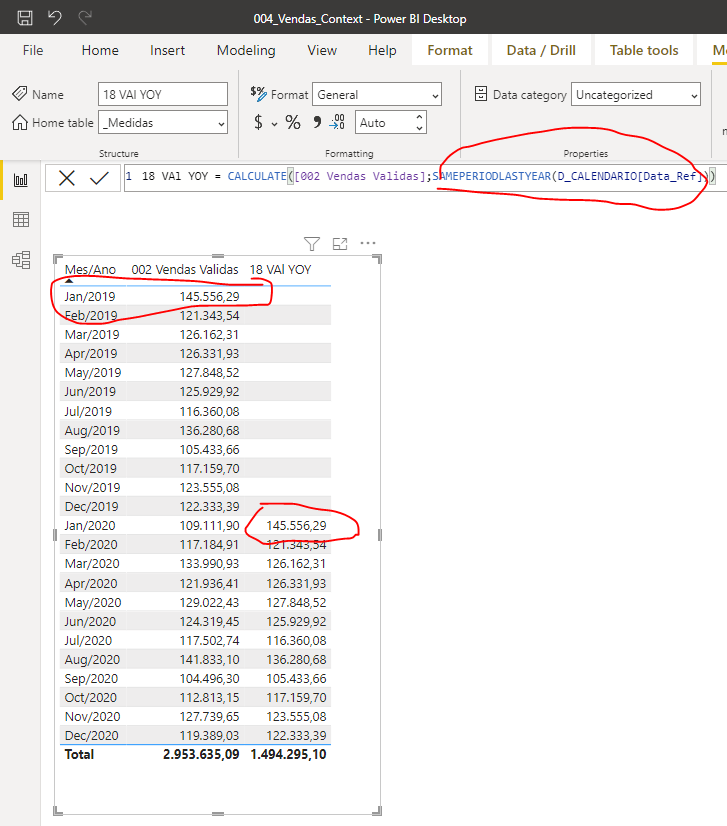 004_Vendas_Context - Power BI Desktop
File Home Insert Modeling View Help Format Data / Drill Table tools
Name 18 VAl YOY Format General Data category Uncategorized
Home table _Medidas $ % 9 Auto
Structure Formatting Properties
1 18 VAl YOY = CALCULATE([002 Vendas Validas];SAMEPERIODLASTYEAR(D_CALENDARIO[Data_Ref]))
Mes/Ano 002 Vendas Validas 18 VAl YOY
Jan/2019 145.556,29
Feb/2019 121.343,54
Mar/2019 126.162,31
Apr/2019 126.331,93
May/2019 127.848,52
Jun/2019 125.929,92
Jul/2019 116.360,08
Aug/2019 136.280,68
Sep/2019 105.433,66
Oct/2019 117.159,70
Nov/2019 123.555,08
Dec/2019 122.333,39
Jan/2020 109.111,90 145.556,29
Feb/2020 117.184,91 121.343,54
Mar/2020 133.990,93 126.162,31
Apr/2020 121.936,41 126.331,93
May/2020 129.022,43 127.848,52
Jun/2020 124.319,45 125.929,92
Jul/2020 117.502,74 116.360,08
Aug/2020 141.833,10 136.280,68
Sep/2020 104.496,30 105.433,66
Oct/2020 112.813,15 117.159,70
Nov/2020 127.739,65 123.555,08
Dec/2020 119.389,03 122.333,39
Total 2.953.635,09 1.494.295,10